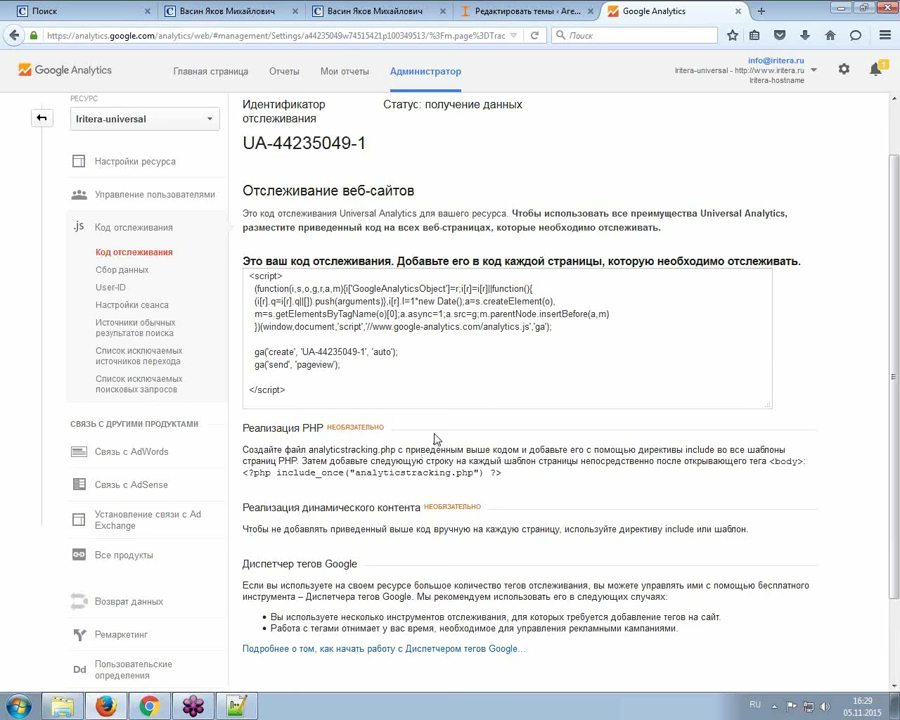 Поиск
Васин Яков Михайлович
Васин Яков Михайлович
Редактировать темы ‹ Аге...
Google Analytics
https://analytics.google.com/analytics/web/#management/Settings/a44235049w74515421p100349513/%3Fm.page%3DTrac
Поиск
Google Analytics
Главная страница
Отчеты
Мои отчеты
Администратор
info@iritera.ru
Iritera-universal - http://www.iritera.ru
Iritera-hostname
1
РЕСУРС
Iritera-universal
Настройки ресурса
Управление пользователями
.js
Код отслеживания
Код отслеживания
Сбор данных
User-ID
Настройки сеанса
Источники обычных
результатов поиска
Список исключаемых
источников перехода
Список исключаемых
поисковых запросов
СВЯЗЬ С ДРУГИМИ ПРОДУКТАМИ
Связь с AdWords
Связь с AdSense
Установление связи с Ad
Exchange
Все продукты
Возврат данных
Ремаркетинг
Dd
Пользовательские
определения
Идентификатор
отслеживания
Статус: получение данных
UA-44235049-1
Отслеживание веб-сайтов
Это код отслеживания Universal Analytics для вашего ресурса. Чтобы использовать все преимущества Universal Analytics,
разместите приведенный код на всех веб-страницах, которые необходимо отслеживать.
Это ваш код отслеживания. Добавьте его в код каждой страницы, которую необходимо отслеживать.
<script>
(function(i,s,o,g,r,a,m){i['GoogleAnalyticsObject']=r;i[r]=i[r]||function(){
(i[r].q=i[r].q||[]).push(arguments)},i[r].l=1*new Date();a=s.createElement(o),
m=s.getElementsByTagName(o)[0];a.async=1;a.src=g;m.parentNode.insertBefore(a,m)
})(window,document,'script','//www.google-analytics.com/analytics.js','ga');
ga('create', 'UA-44235049-1', 'auto');
ga('send', 'pageview');
</script>
Реализация PHP НЕОБЯЗАТЕЛЬНО
Создайте файл analyticstracking.php с приведенным выше кодом и добавьте его с помощью директивы include во все шаблоны
страниц PHP. Затем добавьте следующую строку на каждый шаблон страницы непосредственно после открывающего тега <body>:
<?php include_once("analyticstracking.php") ?>
Реализация динамического контента НЕОБЯЗАТЕЛЬНО
Чтобы не добавлять приведенный выше код вручную на каждую страницу, используйте директиву include или шаблон.
Диспетчер тегов Google
Если вы используете на своем ресурсе большое количество тегов отслеживания, вы можете управлять ими с помощью бесплатного
инструмента – Диспетчера тегов Google. Мы рекомендуем использовать его в следующих случаях:
• Вы используете несколько инструментов отслеживания, для которых требуется добавление тегов на сайт.
• Работа с тегами отнимает у вас время, необходимое для управления рекламными кампаниями.
Подробнее о том, как начать работу с Диспетчером тегов Google...
RU
16:29
05.11.2015